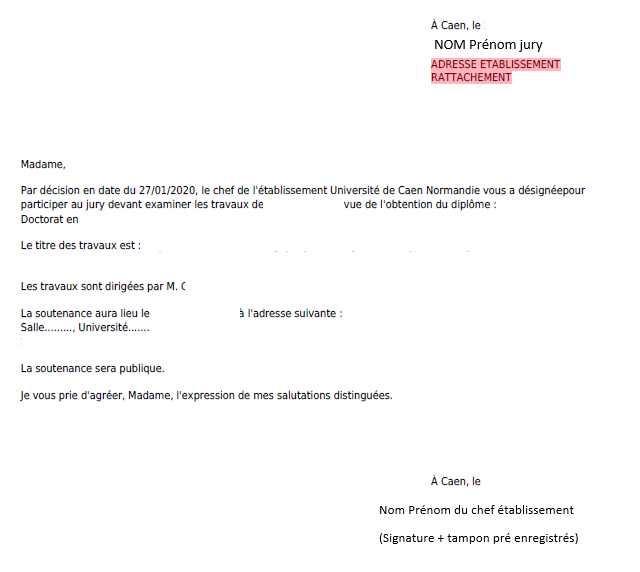 À Caen, le
NOM Prénom jury
ADRESSE ETABLISSEMENT
RATTACHEMENT
Madame,
Par décision en date du 27/01/2020, le chef de l'établissement Université de Caen Normandie vous a désignéepour
participer au jury devant examiner les travaux de vue de l'obtention du diplôme :
Doctorat en
Le titre des travaux est :
Les travaux sont dirigées par M.
La soutenance aura lieu le à l'adresse suivante :
Salle........., Université.......
La soutenance sera publique.
Je vous prie d'agréer, Madame, l'expression de mes salutations distinguées.
À Caen, le
Nom Prénom du chef établissement
(Signature + tampon pré enregistrés)